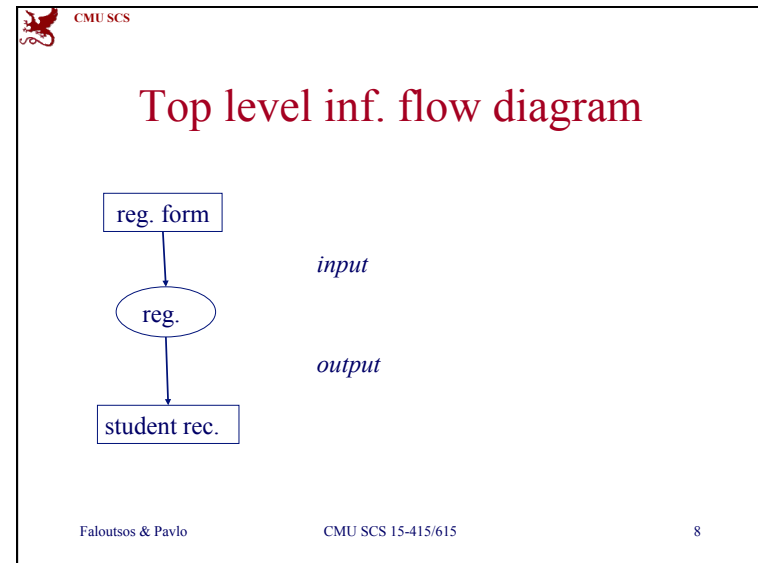 CMU SCS
Top level inf. flow diagram
reg. form
input
reg.
output
student rec.
Faloutsos & Pavlo
CMU SCS 15-415/615
8